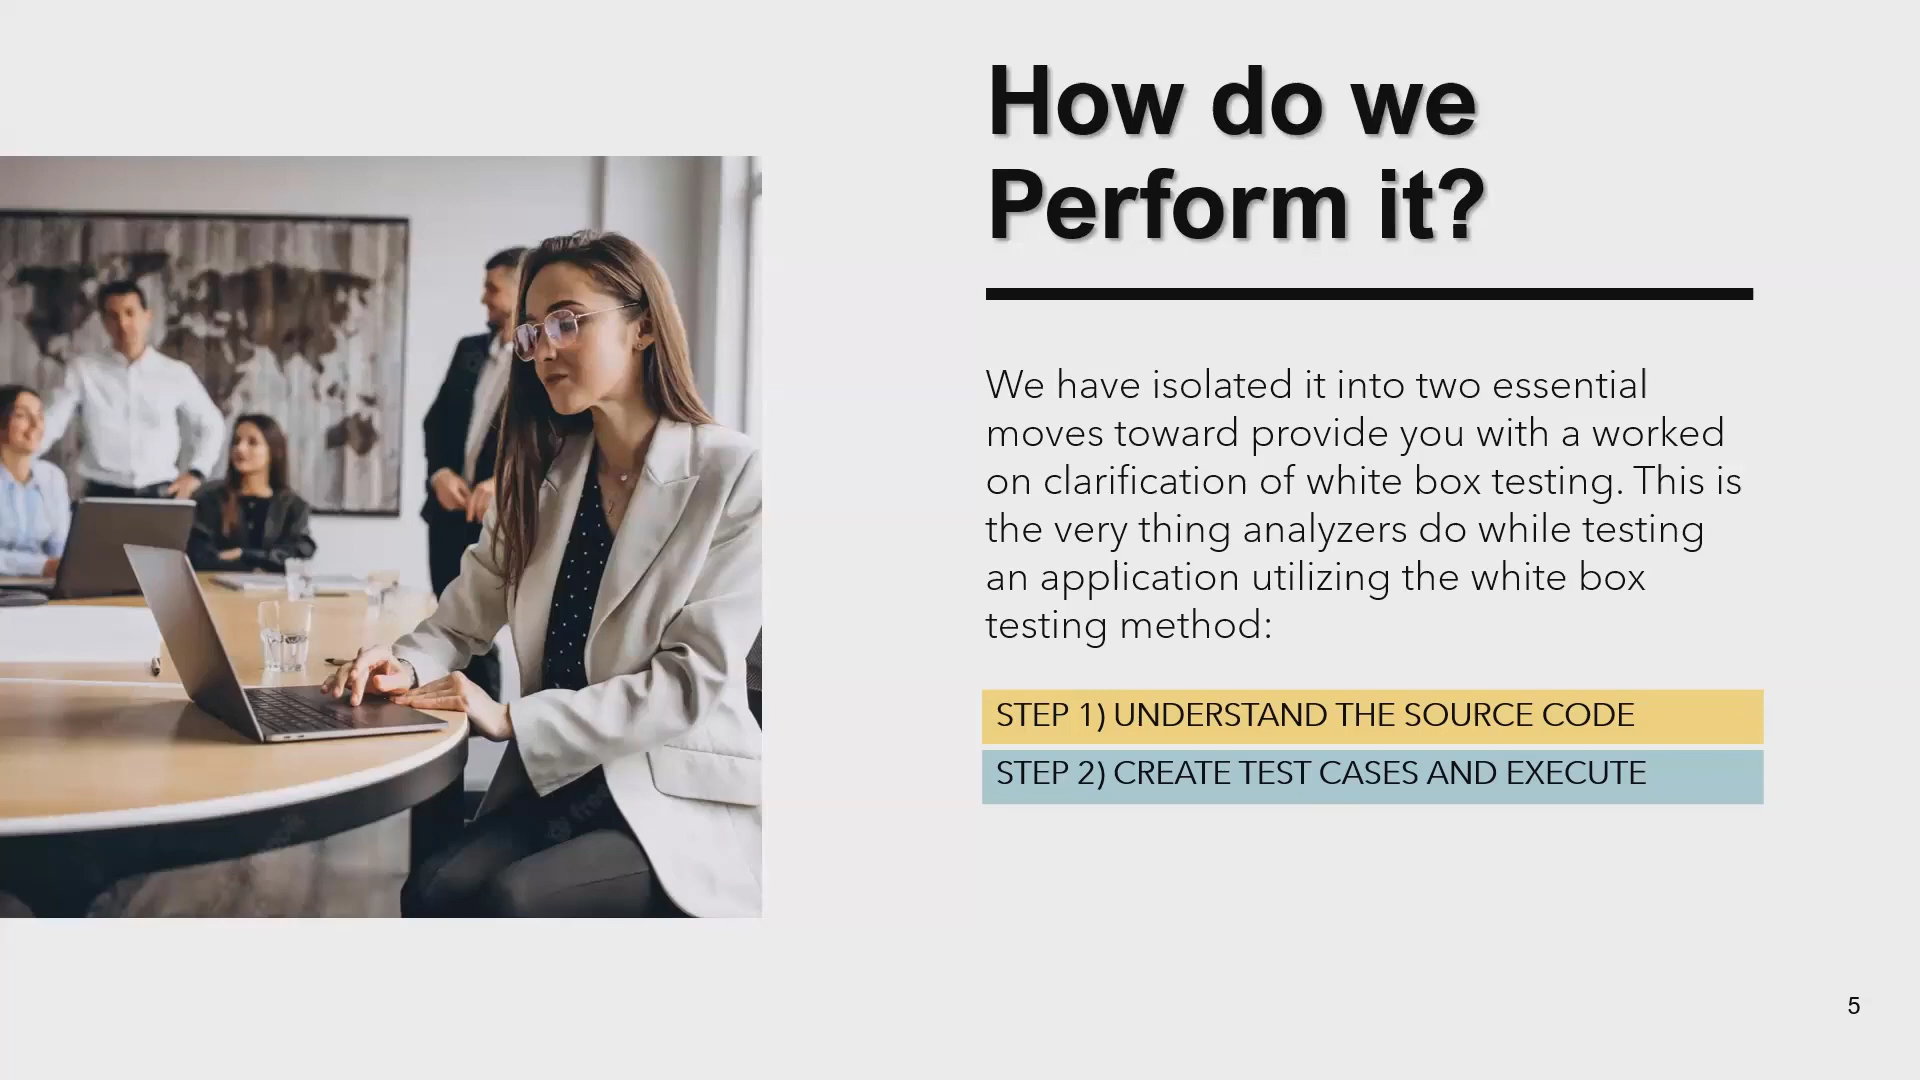 How do we
Perform it?
We have isolated it into two essential
moves toward provide you with a worked
on clarification of white box testing. This is
the very thing analyzers do while testing
an application utilizing the white box
testing method:
STEP 1) UNDERSTAND THE SOURCE CODE
STEP 2) CREATE TEST CASES AND EXECUTE
5